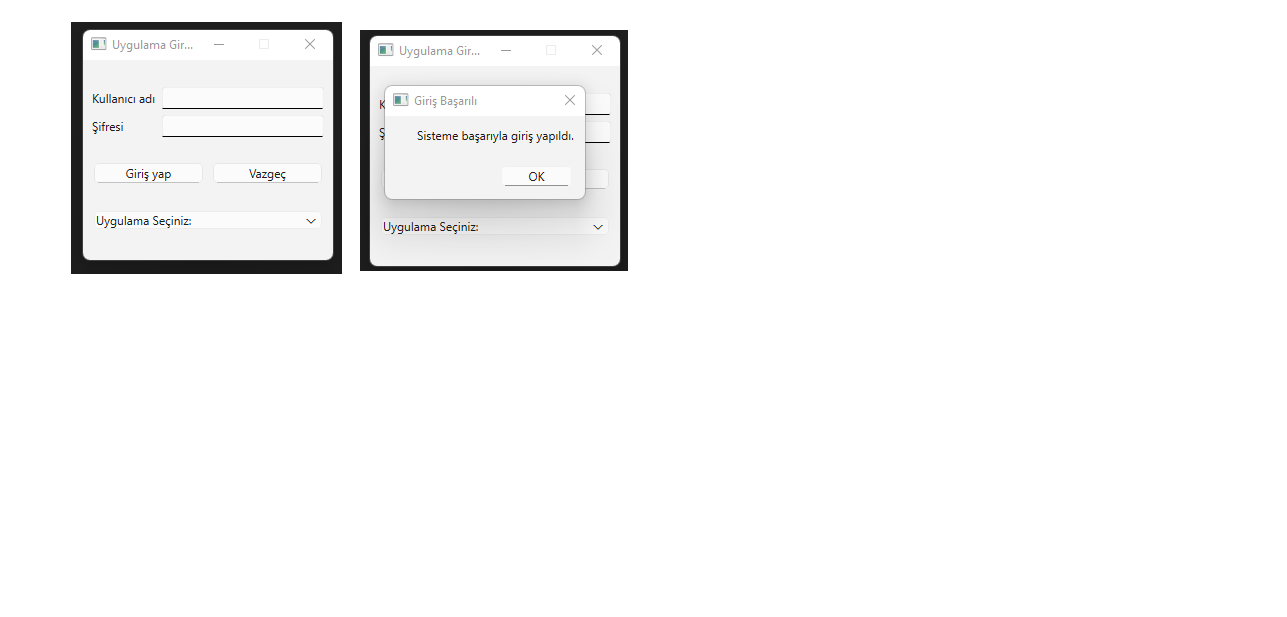 Uygulama Gir...
Kullanıcı adı
Şifresi
Giriş yap
Vazgeç
Uygulama Seçiniz:
Uygulama Gir...
K
Ş
Giriş Başarılı
Sisteme başarıyla giriş yapıldı.
OK
Uygulama Seçiniz: